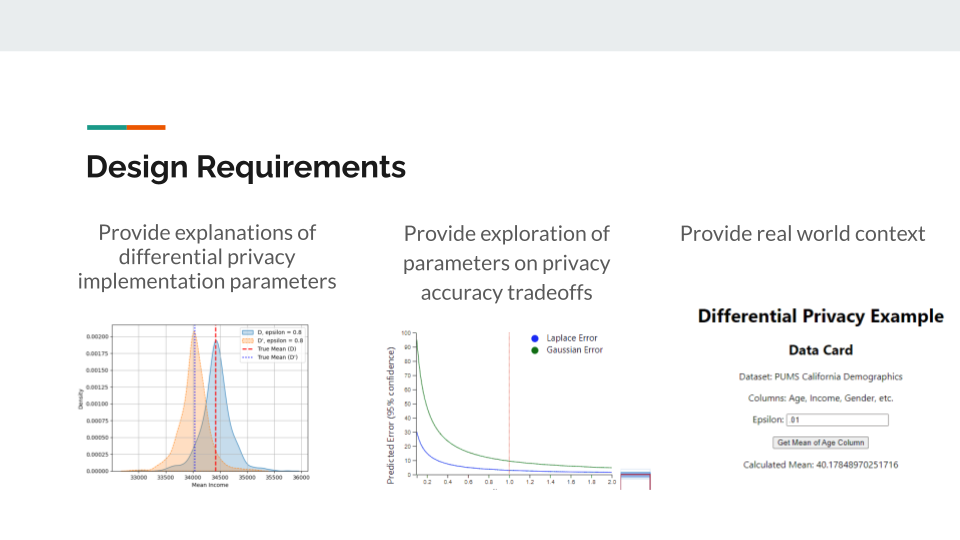 Design Requirements
Provide explanations of
differential privacy
implementation parameters
Provide exploration of
parameters on privacy
accuracy tradeoffs
Provide real world context
D, epsilon = 0.8
D', epsilon = 0.8
True Mean (D)
True Mean (D')
0.00200
0.00175
0.00150
0.00125
0.00100
0.00075
0.00050
0.00025
0.00000
Density
33000 33500 34000 34500 35000 35500 36000
Mean Income
Laplace Error
Gaussian Error
Predicted Error (95% confidence)
100
90
80
70
60
50
40
30
20
10
0
0.2 0.4 0.6 0.8 1.0 1.2 1.4 1.6 1.8 2.0
Differential Privacy Example
Data Card
Dataset: PUMS California Demographics
Columns: Age, Income, Gender, etc.
Epsilon: .01
Get Mean of Age Column
Calculated Mean: 40.17848970251716